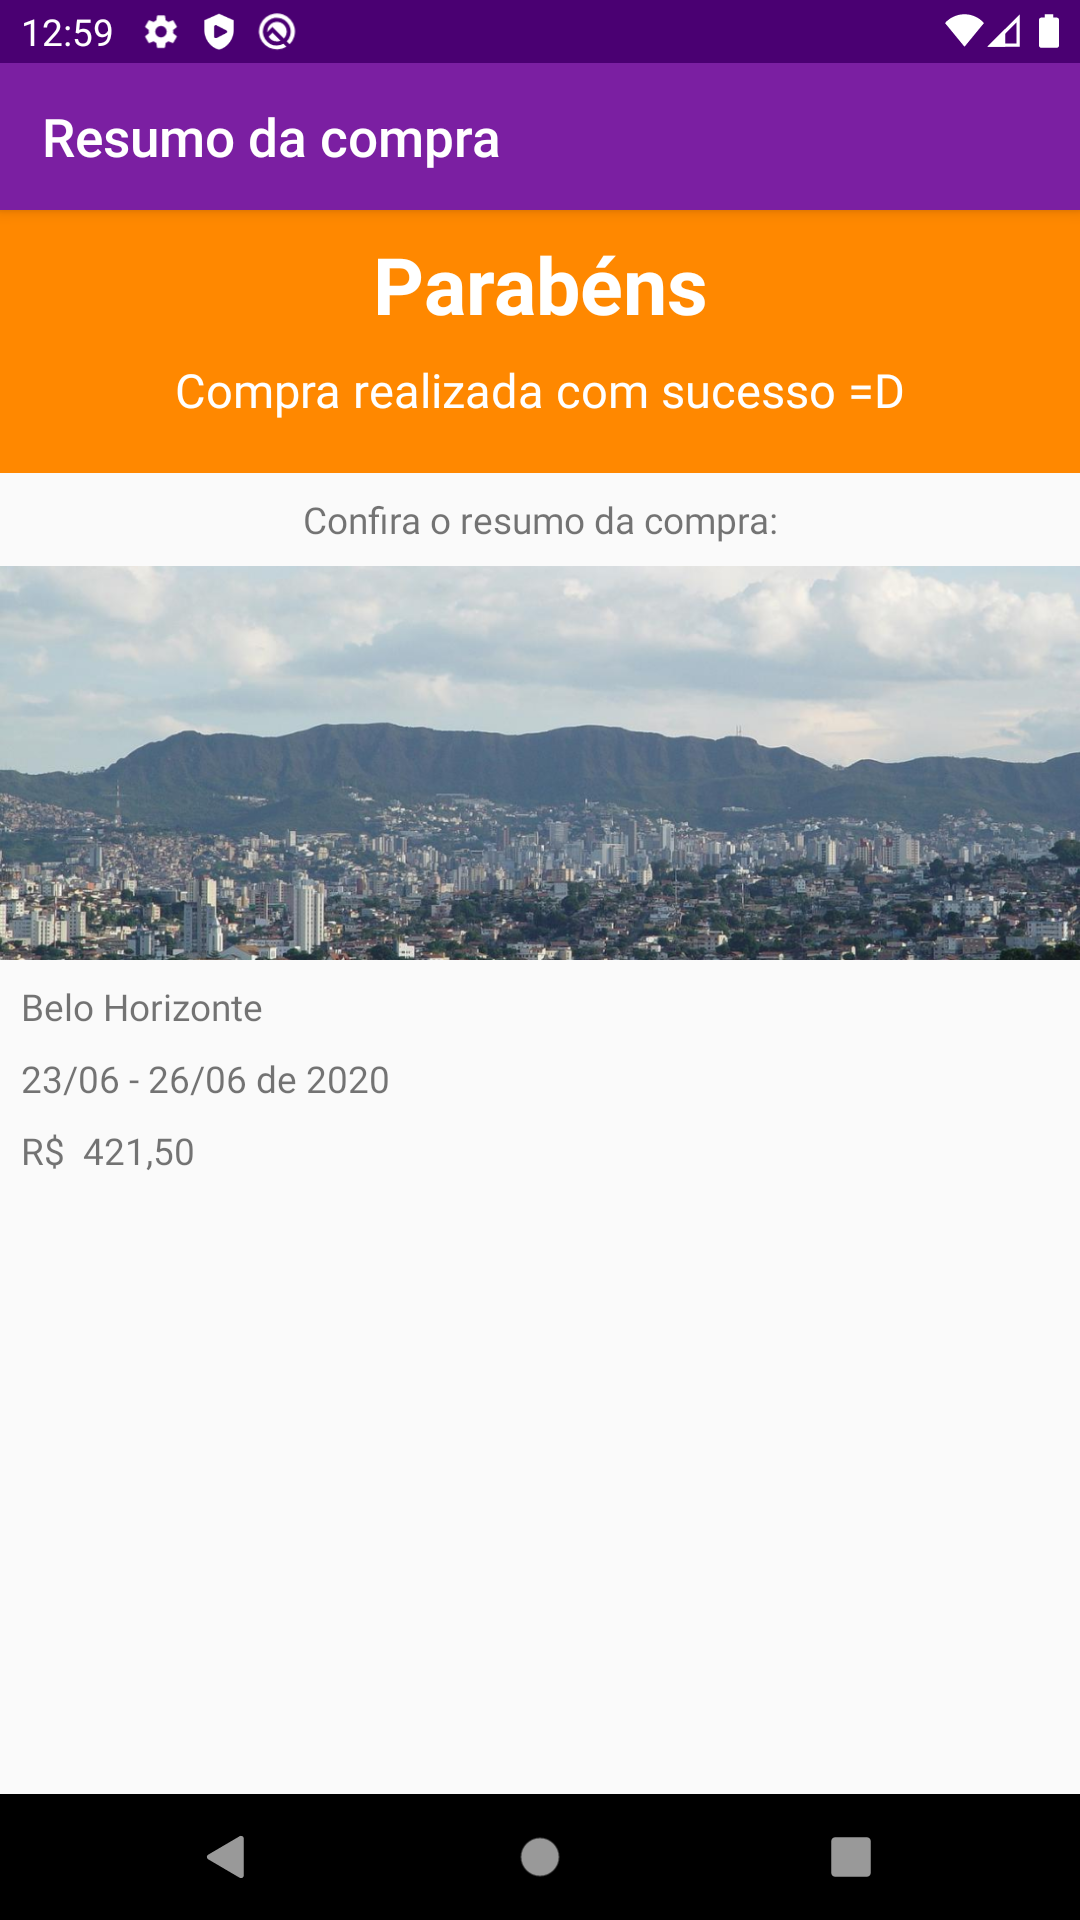 12:59
Resumo da compra
Parabéns
Compra realizada com sucesso =D
Confira o resumo da compra:
Belo Horizonte
23/06 - 26/06 de 2020
R$ 421,50